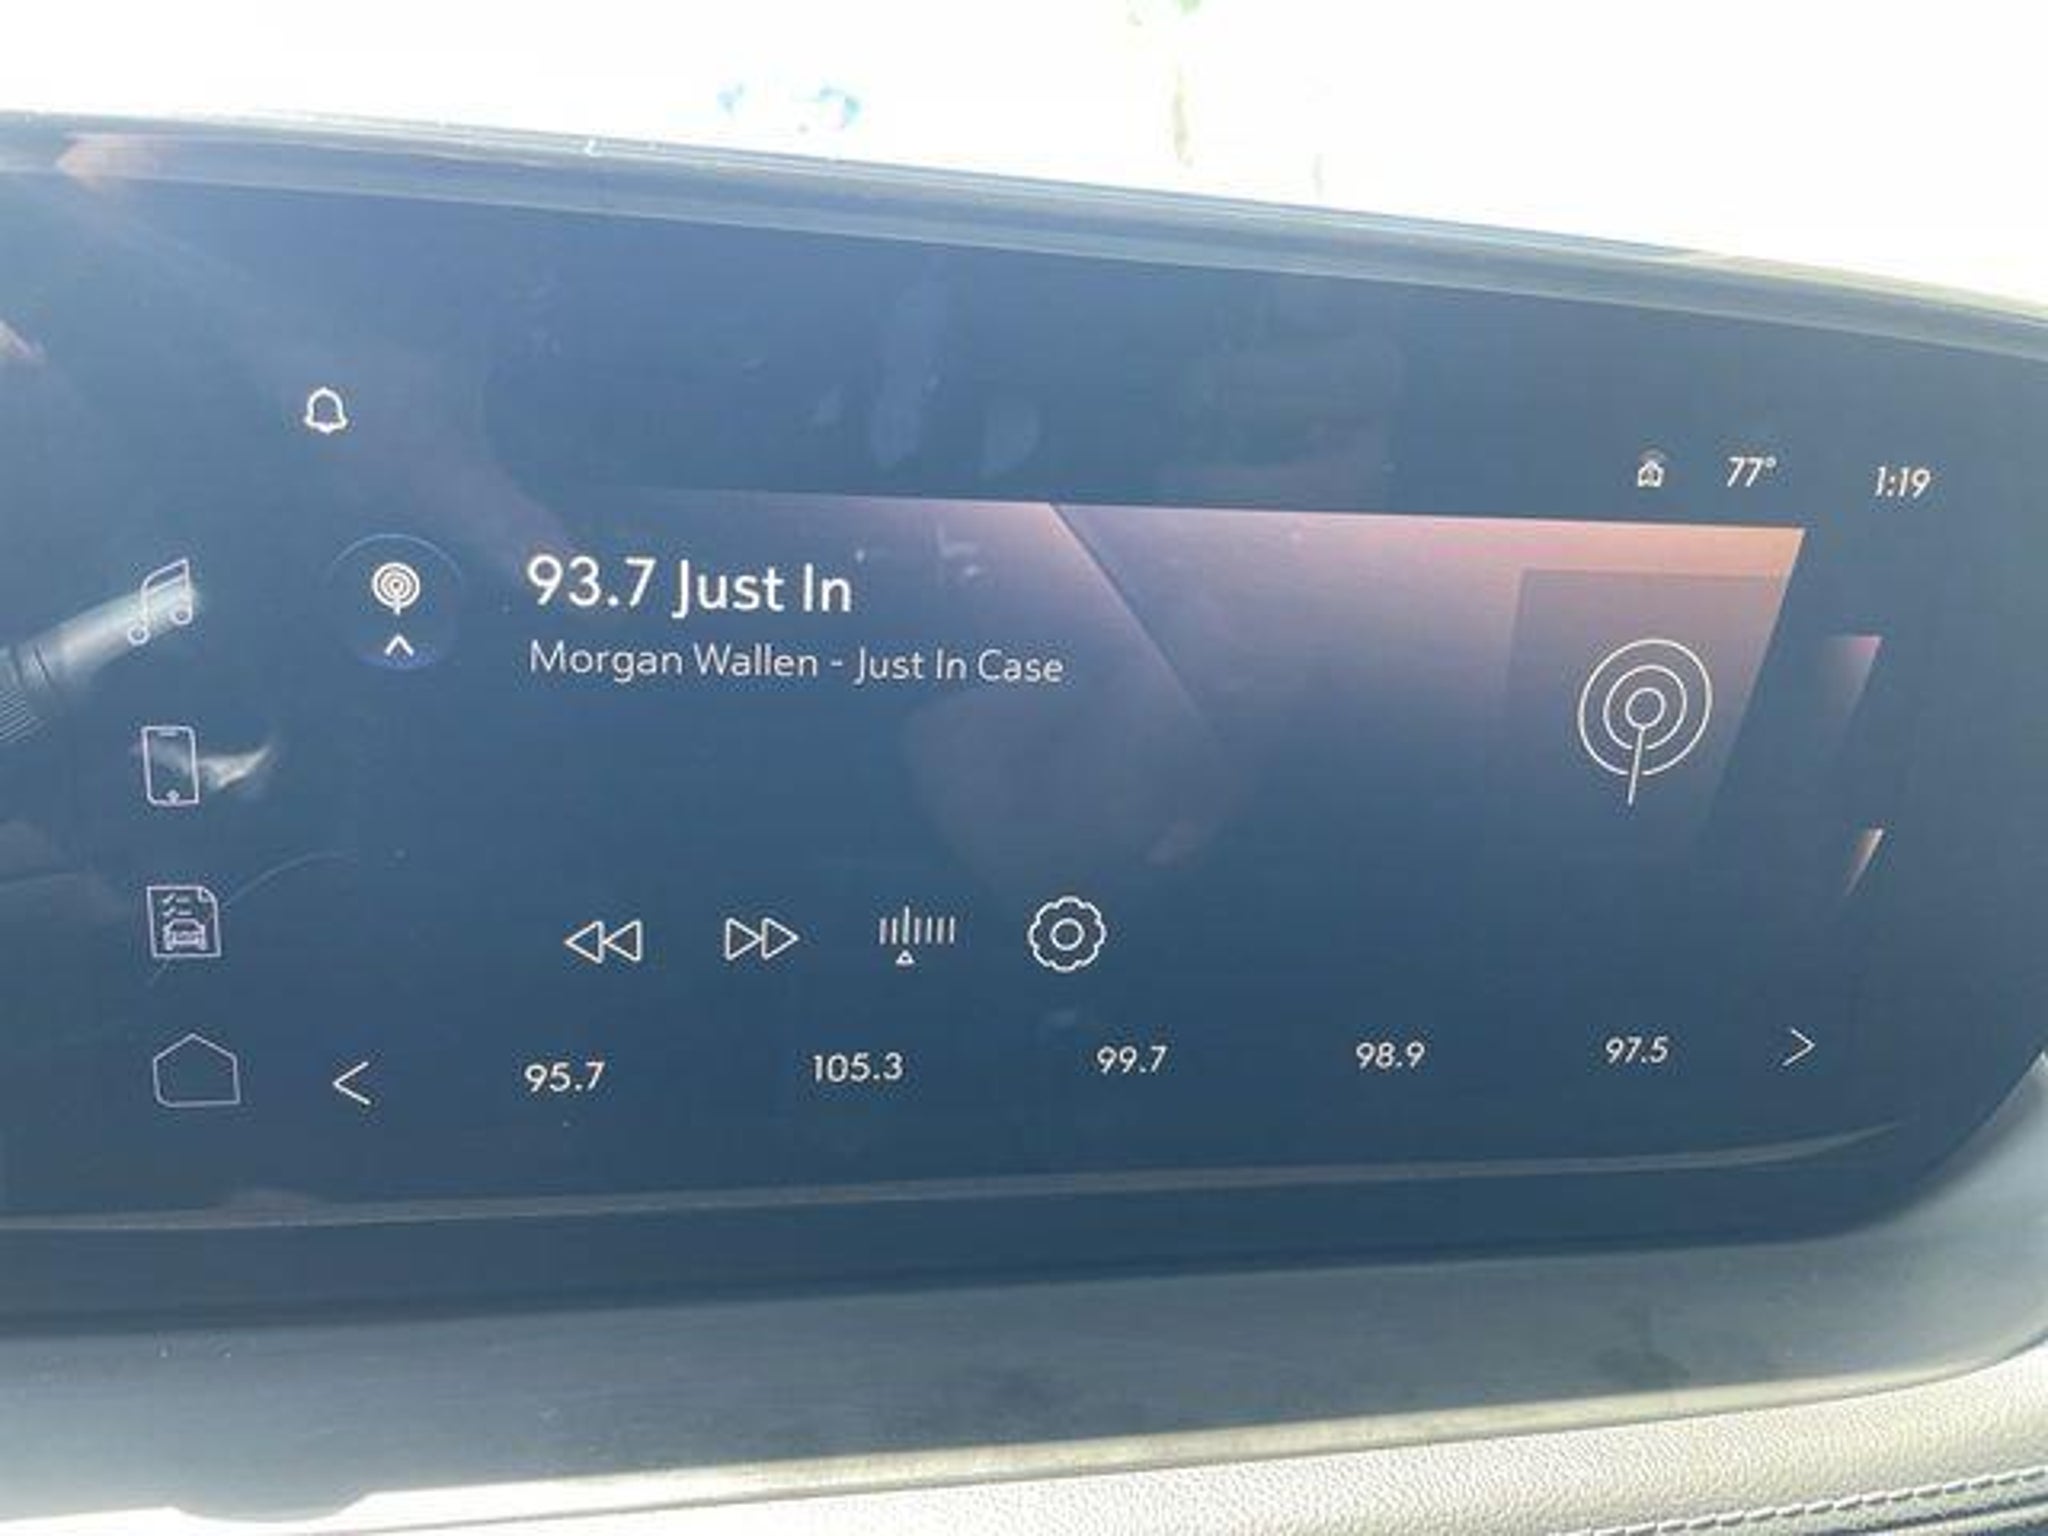 77° 1:19
93.7 Just In
Morgan Wallen - Just In Case
95.7 105.3 99.7 98.9 97.5